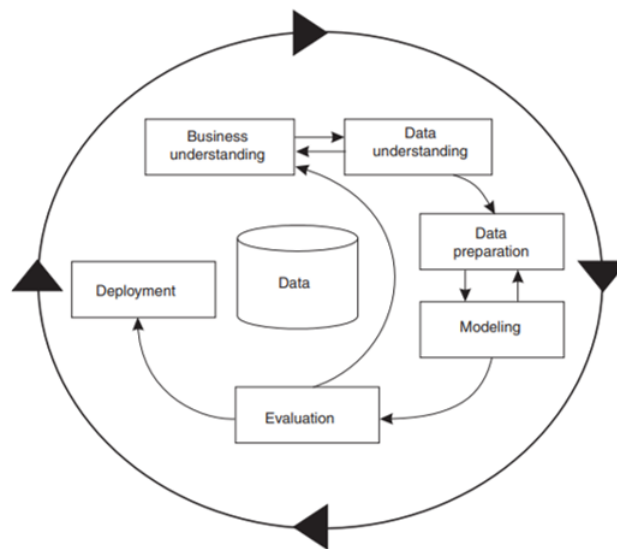 Business
understanding
Data
understanding
Data
preparation
Deployment
Data
Modeling
Evaluation